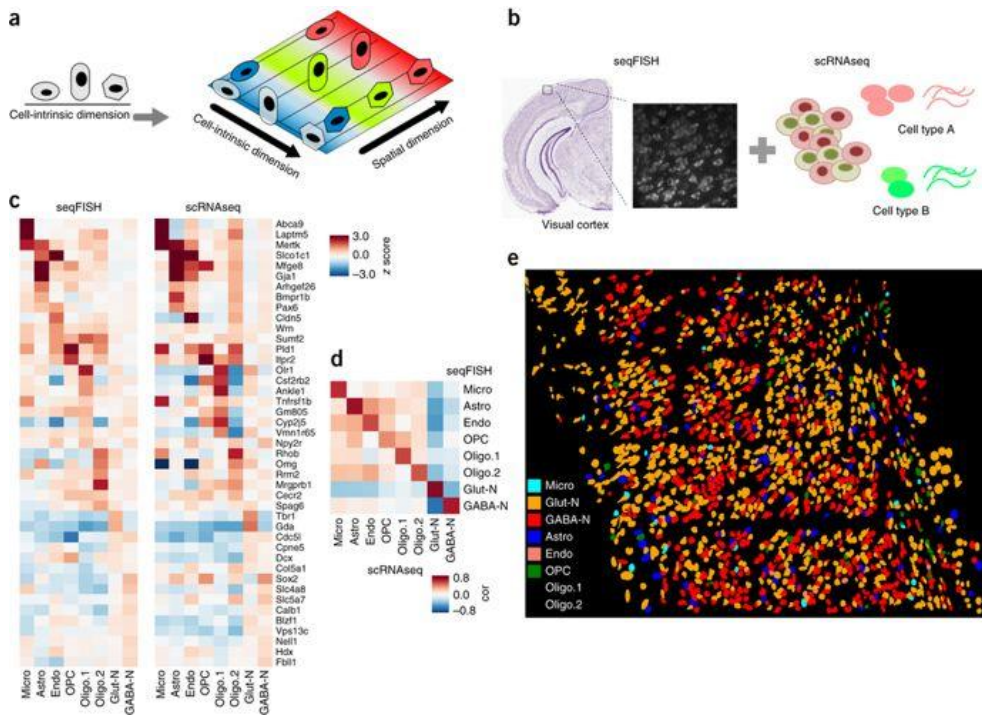 a
Cell-intrinsic dimension
Cell-intrinsic dimension
Spatial dimension
b
seqFISH
scRNAseq
Visual cortex
Cell type A
Cell type B
c
seqFISH
scRNAseq
Abca9
Laptm5
Mertk
Slco1c1
Mfge8
Gja1
Arhgef26
Bmpr1b
Pax6
Cldn5
Wrn
Sumf2
Pld1
Itpr2
Olr1
Csf2rb2
Ankle1
Tnfrsf1b
Gm805
Cyp2j5
Vmn1r65
Npy2r
Rhob
Omg
Rrm2
Mrgprb1
Cecr2
Spag6
Tbr1
Gda
Cdc5l
Cpne5
Dcx
Col5a1
Sox2
Slc4a8
Slc5a7
Calb1
Blzf1
Vps13c
Nell1
Hdx
Fbll1
Micro
Astro
Endo
OPC
Oligo.1
Oligo.2
Glut-N
GABA-N
Micro
Astro
Endo
OPC
Oligo.1
Oligo.2
Glut-N
GABA-N
3.0
0.0
−3.0
z score
d
seqFISH
Micro
Astro
Endo
OPC
Oligo.1
Oligo.2
Glut-N
GABA-N
Micro
Astro
Endo
OPC
Oligo.1
Oligo.2
Glut-N
GABA-N
scRNAseq
0.8
−0.8
cor
e
Micro
Glut-N
GABA-N
Astro
Endo
OPC
Oligo.1
Oligo.2